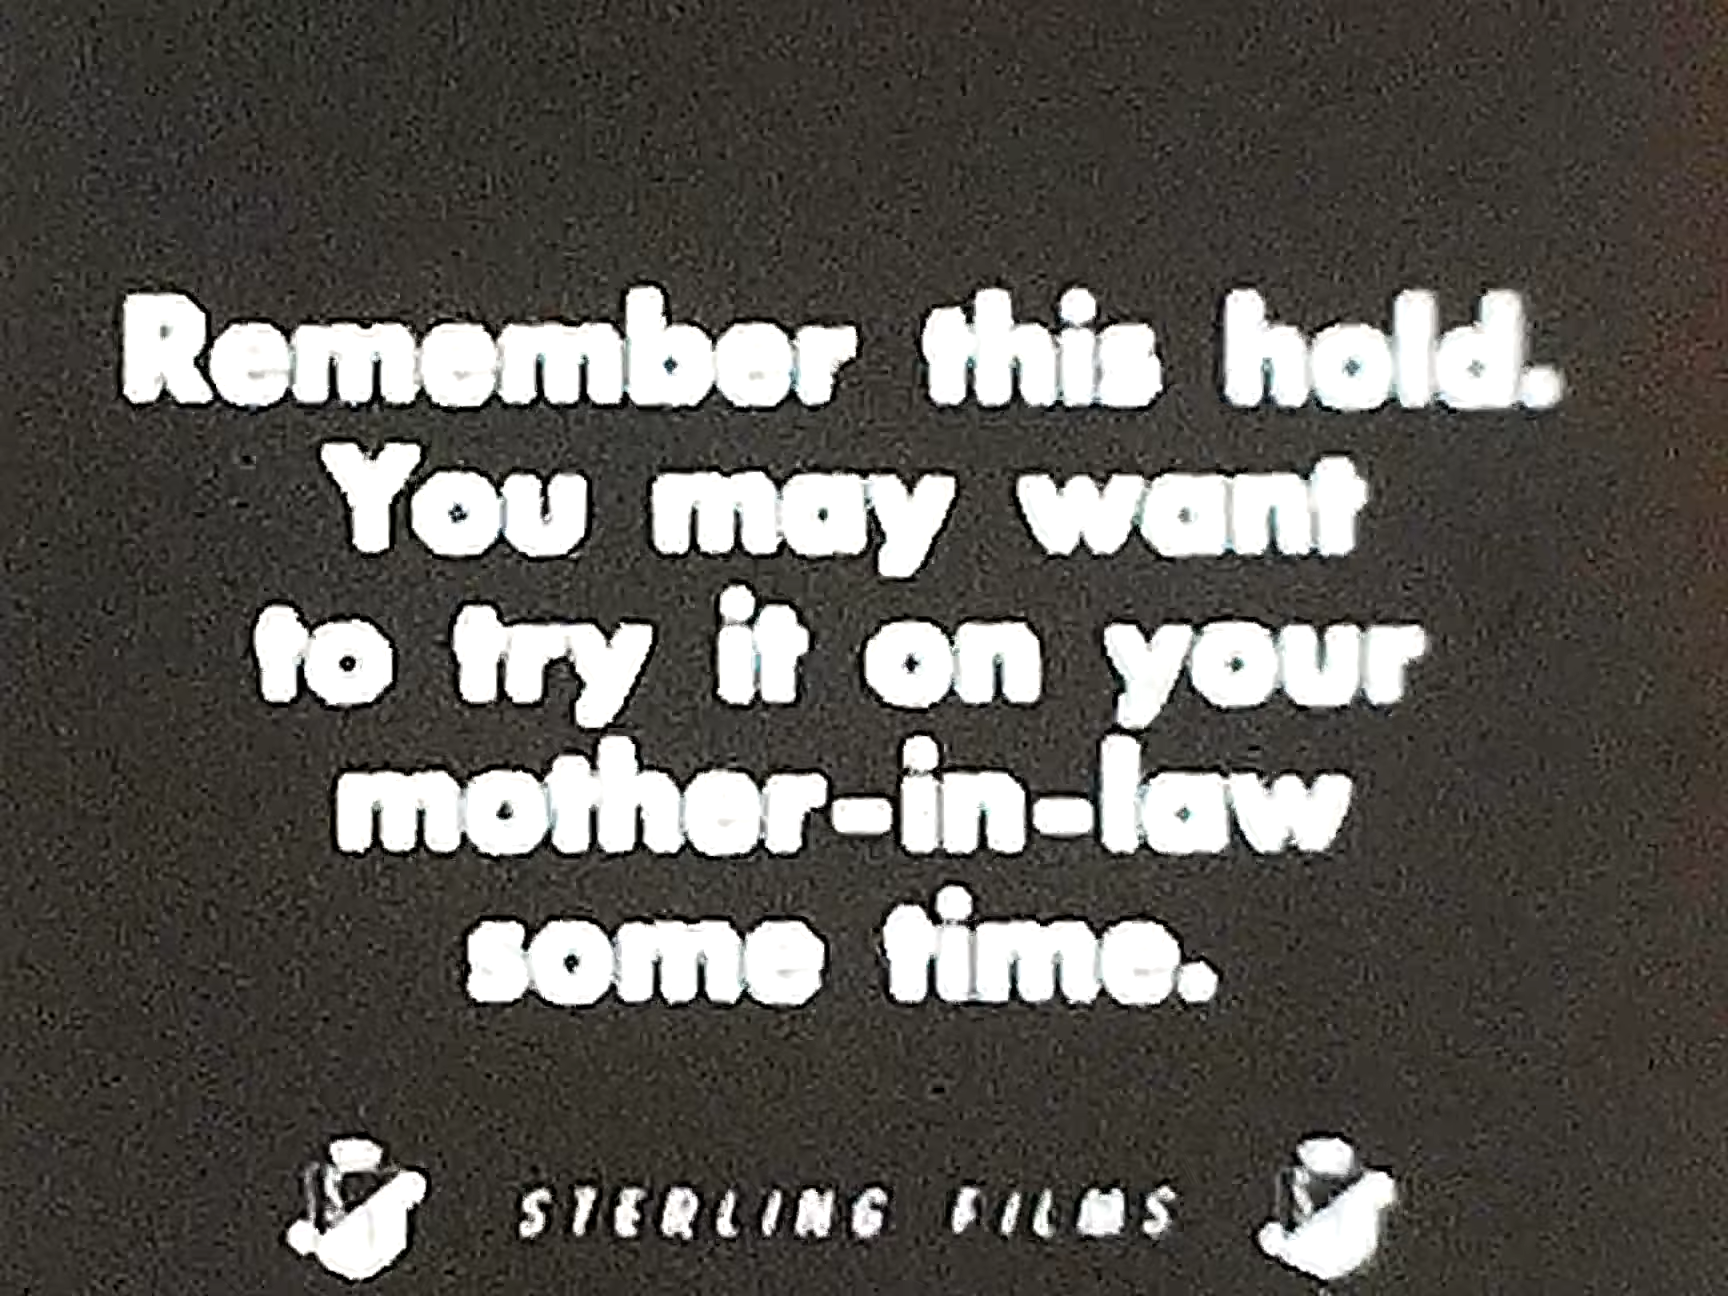 Remember this hold.
You may want
to try it on your
mother-in-law
some time.
STERLING FILMS